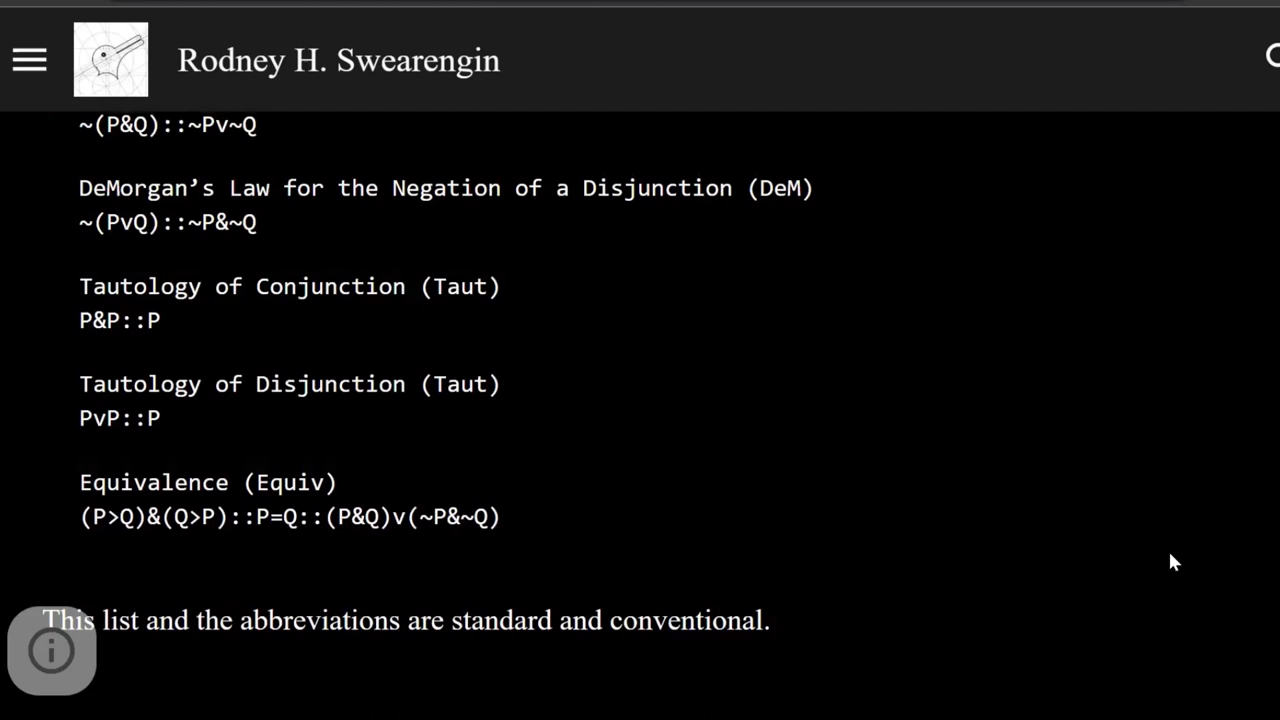 Rodney H. Swearengin
~(P&Q)::~Pv~Q
DeMorgan’s Law for the Negation of a Disjunction (DeM)
~(PvQ)::~P&~Q
Tautology of Conjunction (Taut)
P&P::P
Tautology of Disjunction (Taut)
PvP::P
Equivalence (Equiv)
(P>Q)&(Q>P)::P=Q::(P&Q)v(~P&~Q)
This list and the abbreviations are standard and conventional.